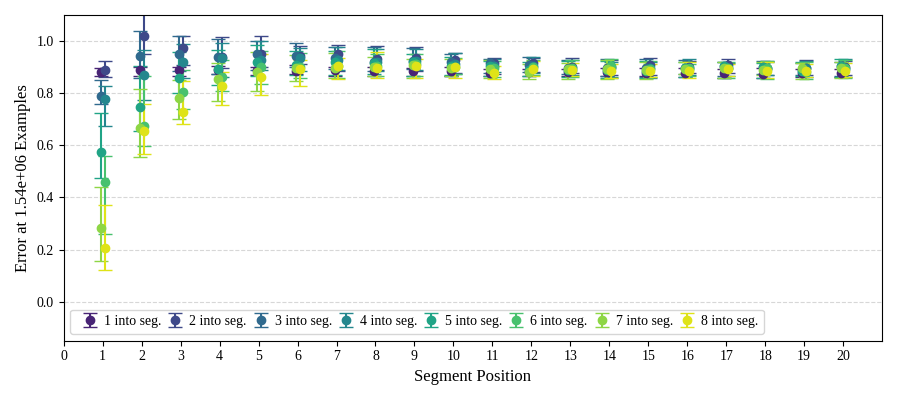 Error at 1.54e+06 Examples
1.0
0.8
0.6
0.4
0.2
0.0
1 into seg. 2 into seg. 3 into seg. 4 into seg. 5 into seg. 6 into seg. 7 into seg. 8 into seg.
0 1 2 3 4 5 6 7 8 9 10 11 12 13 14 15 16 17 18 19 20
Segment Position